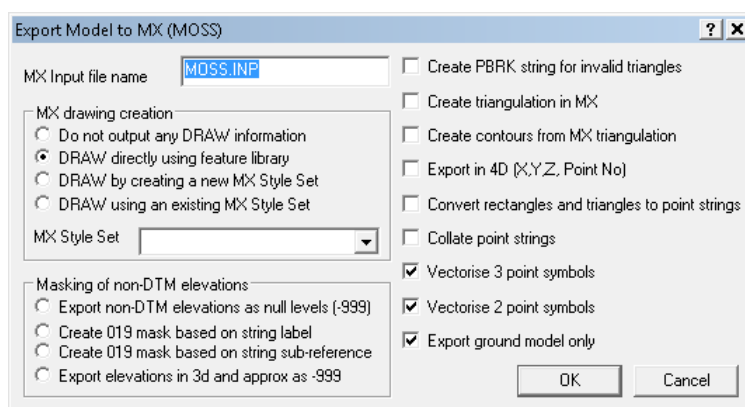 Export Model to MX (MOSS)
MX Input file name
MOSS.INP
MX drawing creation
Do not output any DRAW information
DRAW directly using feature library
DRAW by creating a new MX Style Set
DRAW using an existing MX Style Set
MX Style Set
Masking of non-DTM elevations
Export non-DTM elevations as null levels (-999)
Create 019 mask based on string label
Create 019 mask based on string sub-reference
Export elevations in 3d and approx as -999
Create PBRK string for invalid triangles
Create triangulation in MX
Create contours from MX triangulation
Export in 4D (X,Y,Z, Point No)
Convert rectangles and triangles to point strings
Collate point strings
Vectorise 3 point symbols
Vectorise 2 point symbols
Export ground model only
OK
Cancel